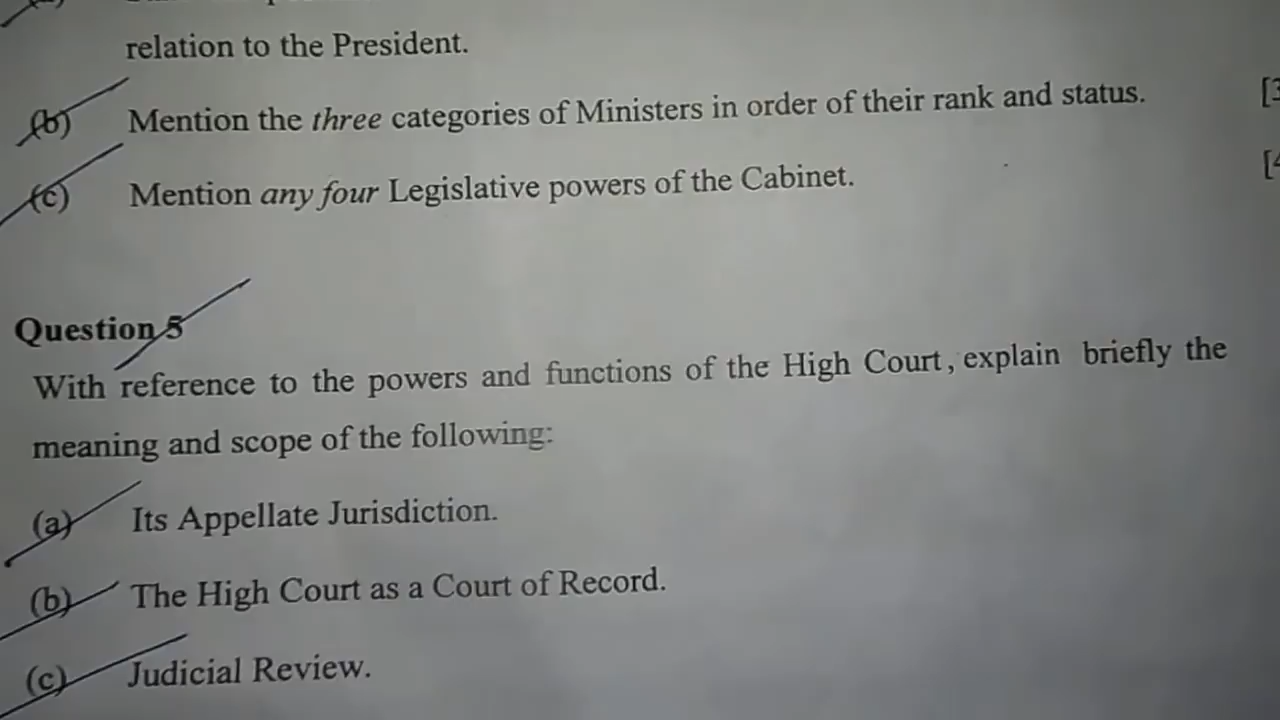 relation to the President.
(b) Mention the three categories of Ministers in order of their rank and status. [3
(c) Mention any four Legislative powers of the Cabinet. [4
Question 5
With reference to the powers and functions of the High Court, explain briefly the
meaning and scope of the following:
(a) Its Appellate Jurisdiction.
(b) The High Court as a Court of Record.
(c) Judicial Review.